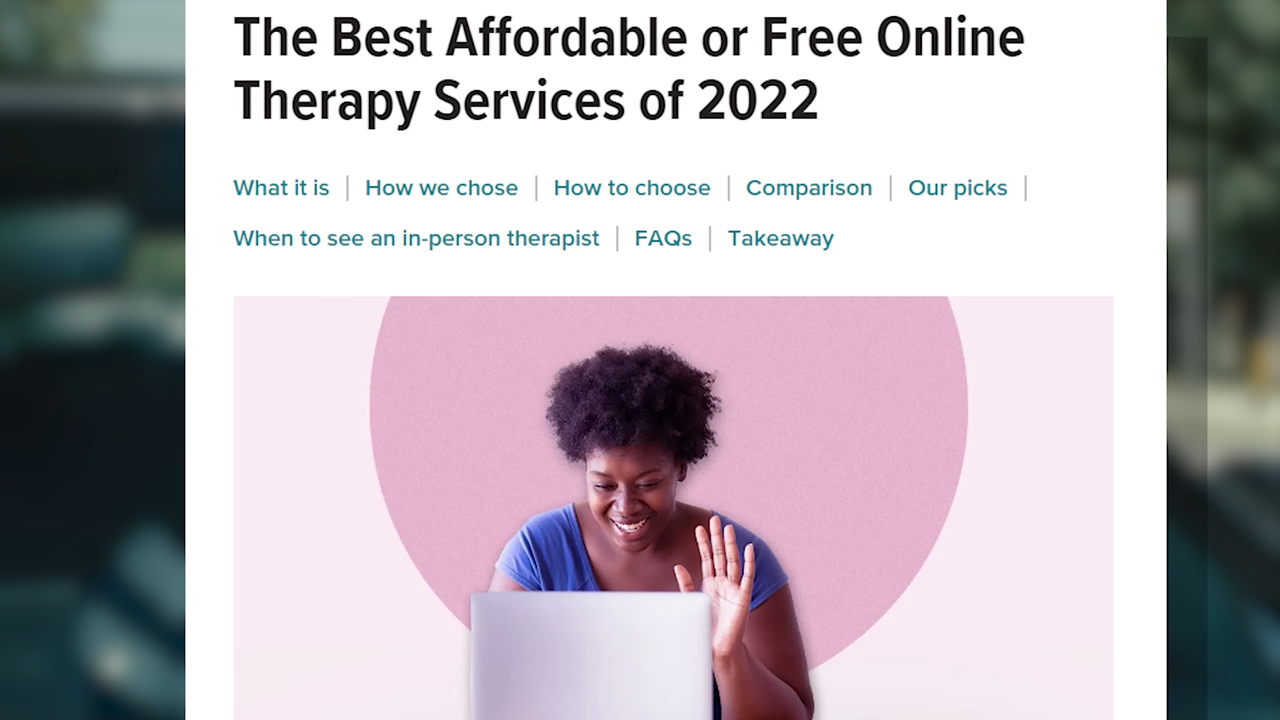 The Best Affordable or Free Online
Therapy Services of 2022
What it is | How we chose | How to choose | Comparison | Our picks |
When to see an in-person therapist | FAQs | Takeaway